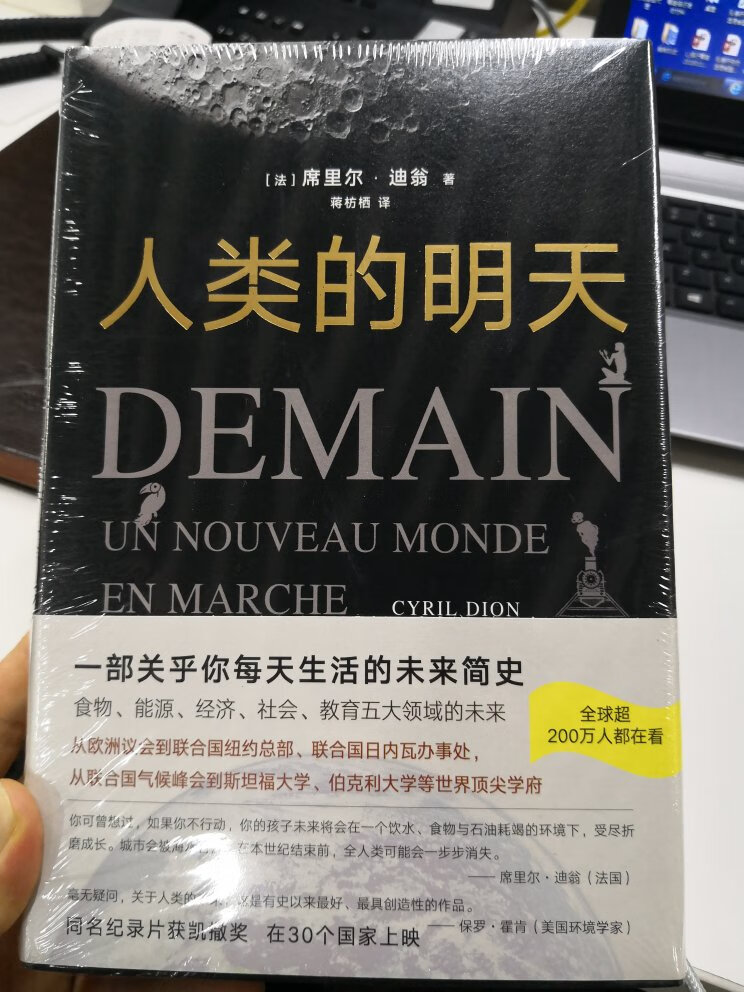 [法] 席里尔·迪翁 著
蒋枋栖 译
人类的明天
DEMAIN
UN NOUVEAU MONDE
EN MARCHE CYRIL DION
一部关乎你每天生活的未来简史
食物、能源、经济、社会、教育五大领域的未来
全球超
200万人都在看
从欧洲议会到联合国纽约总部、联合国日内瓦办事处，
从联合国气候峰会到斯坦福大学、伯克利大学等世界顶尖学府
你可曾想过，如果你不行动，你的孩子未来将会在一个饮水、食物与石油耗竭的环境下，受尽折
磨成长。城市会被海 在本世纪结束前，全人类可能会一步步消失。
—— 席里尔·迪翁（法国）
毫无疑问，关于人类的 是有史以来最好、最具创造性的作品。
—— 保罗·霍肯（美国环境学家）
同名纪录片获凯撒奖 在30个国家上映